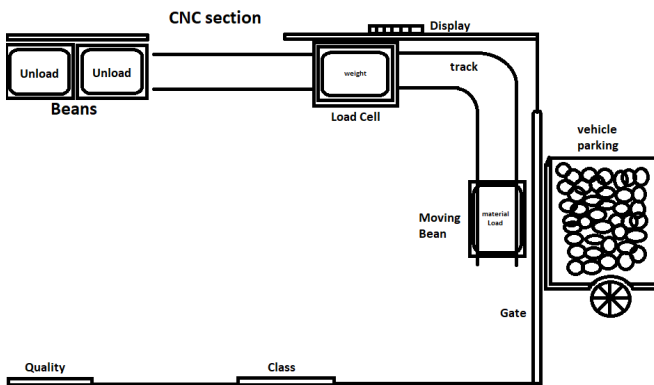 CNC section
Display
Unload
Unload
weight
track
Beans
Load Cell
vehicle
parking
Moving
Bean
material
Load
Gate
Quality
Class